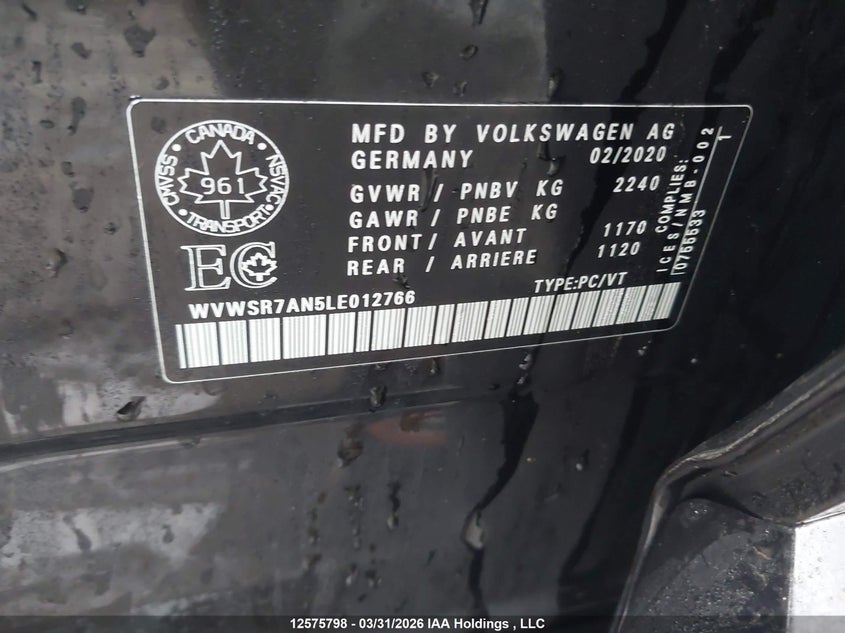 CANADA
CMVSS
NSVAC
961
TRANSPORT
EC
MFD BY VOLKSWAGEN AG
GERMANY 02/2020
GVWR / PNBV KG 2240
GAWR / PNBE KG
FRONT/ AVANT 1170
REAR / ARRIERE 1120
TYPE:PC/VT
WVWSR7AN5LE012766
COMPLIES:
ICES/NMB-002
1
12575798 - 03/31/2026 IAA Holdings , LLC